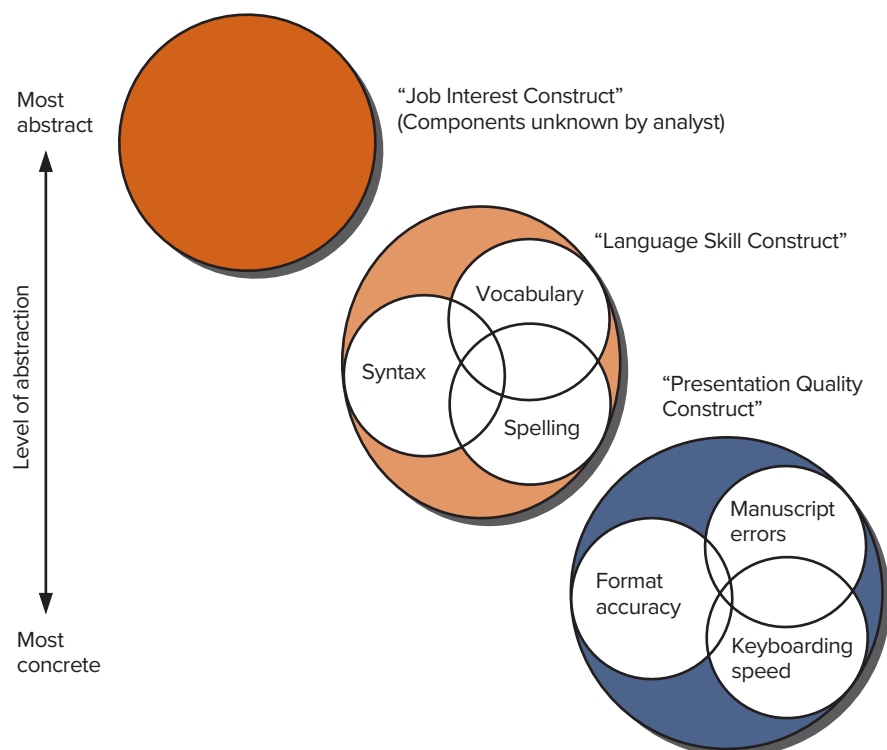 Most
abstract
“Job Interest Construct”
(Components unknown by analyst)
Level of abstraction
“Language Skill Construct”
Vocabulary
Syntax
Spelling
“Presentation Quality
Construct”
Manuscript
errors
Format
accuracy
Keyboarding
speed
Most
concrete